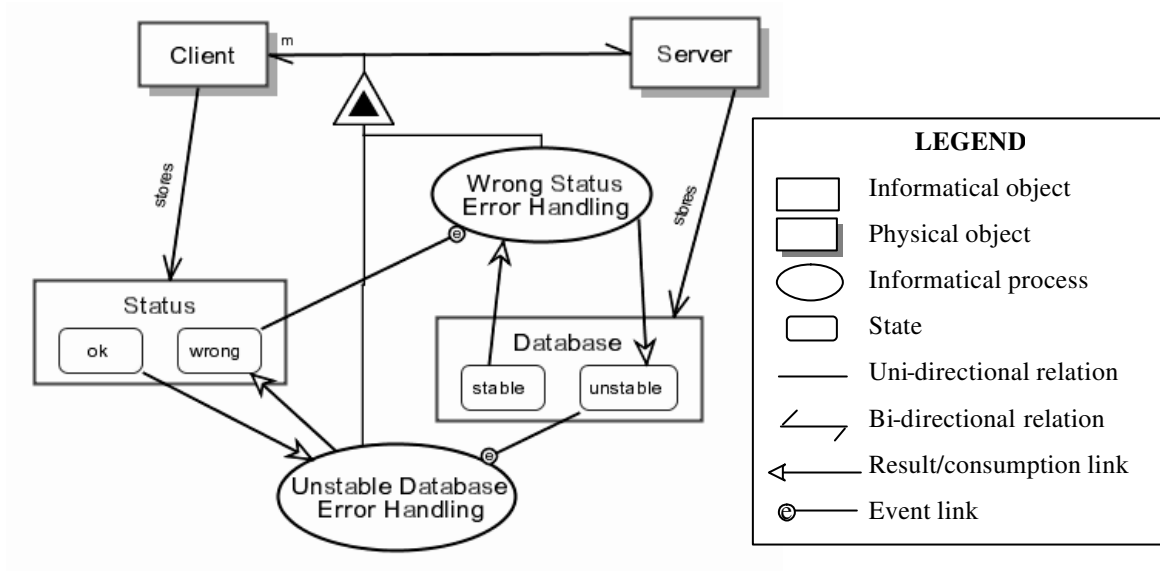 Client
m
Server
stores
stores
Wrong Status
Error Handling
Status
ok
wrong
Database
stable
unstable
Unstable Database
Error Handling
e
e
LEGEND
Informatical object
Physical object
Informatical process
State
Uni-directional relation
Bi-directional relation
Result/consumption link
e
Event link